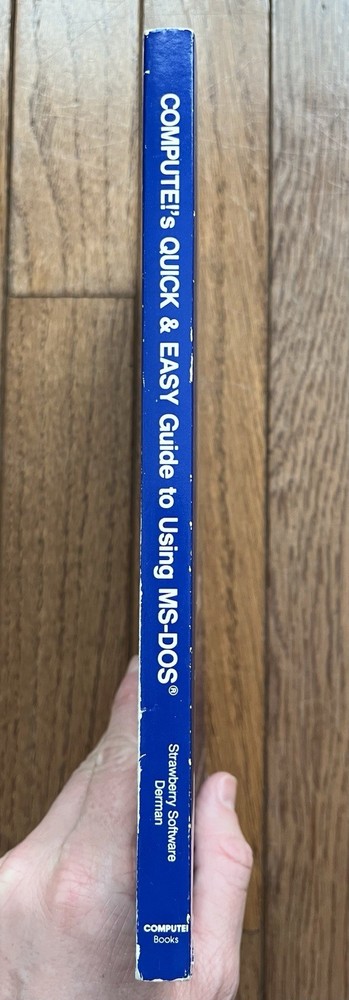 COMPUTE!'s QUICK & EASY Guide to Using MS-DOS®
Strawberry Software
Derman
COMPUTE!
Books